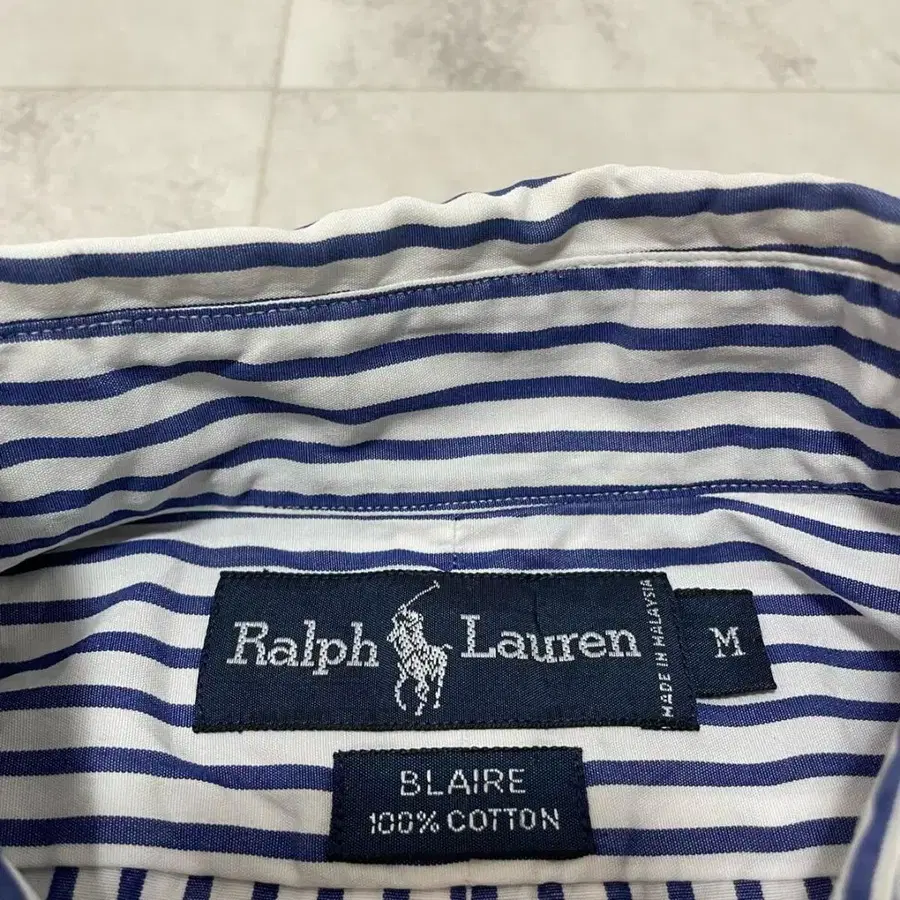 Ralph Lauren
MADE IN MALAYSIA
M
BLAIRE
100% COTTON